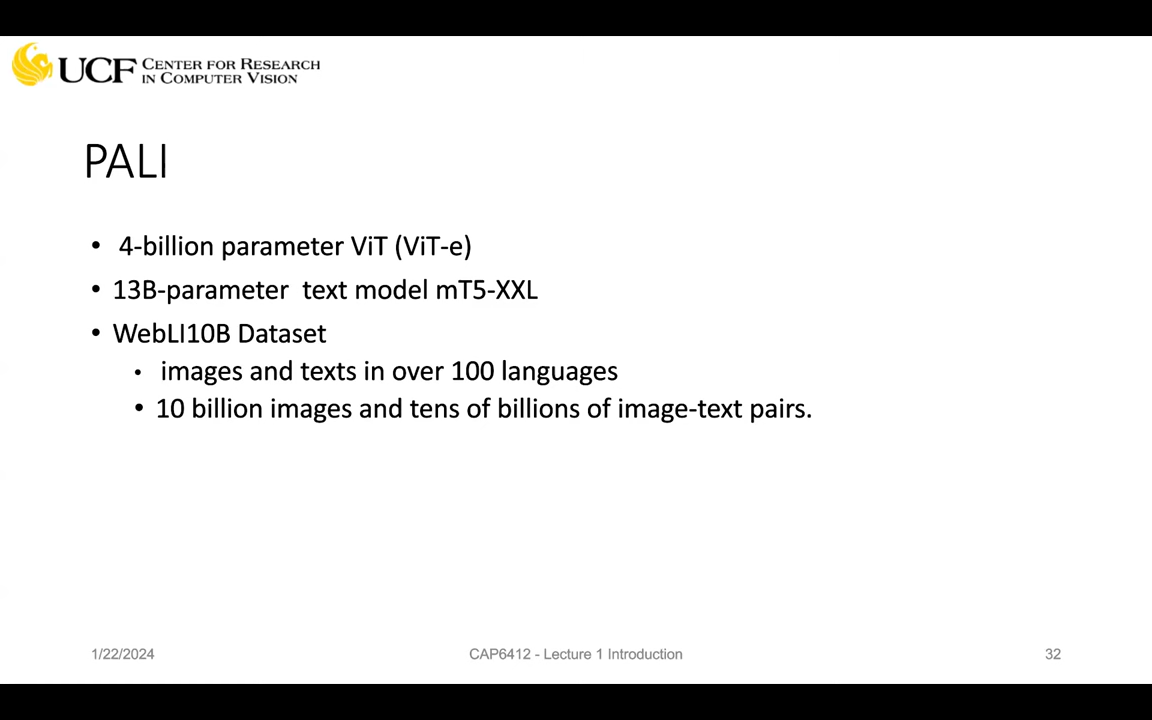 UCF CENTER FOR RESEARCH
IN COMPUTER VISION
PALI
• 4-billion parameter ViT (ViT-e)
• 13B-parameter text model mT5-XXL
• WebLI10B Dataset
• images and texts in over 100 languages
• 10 billion images and tens of billions of image-text pairs.
1/22/2024
CAP6412 - Lecture 1 Introduction
32